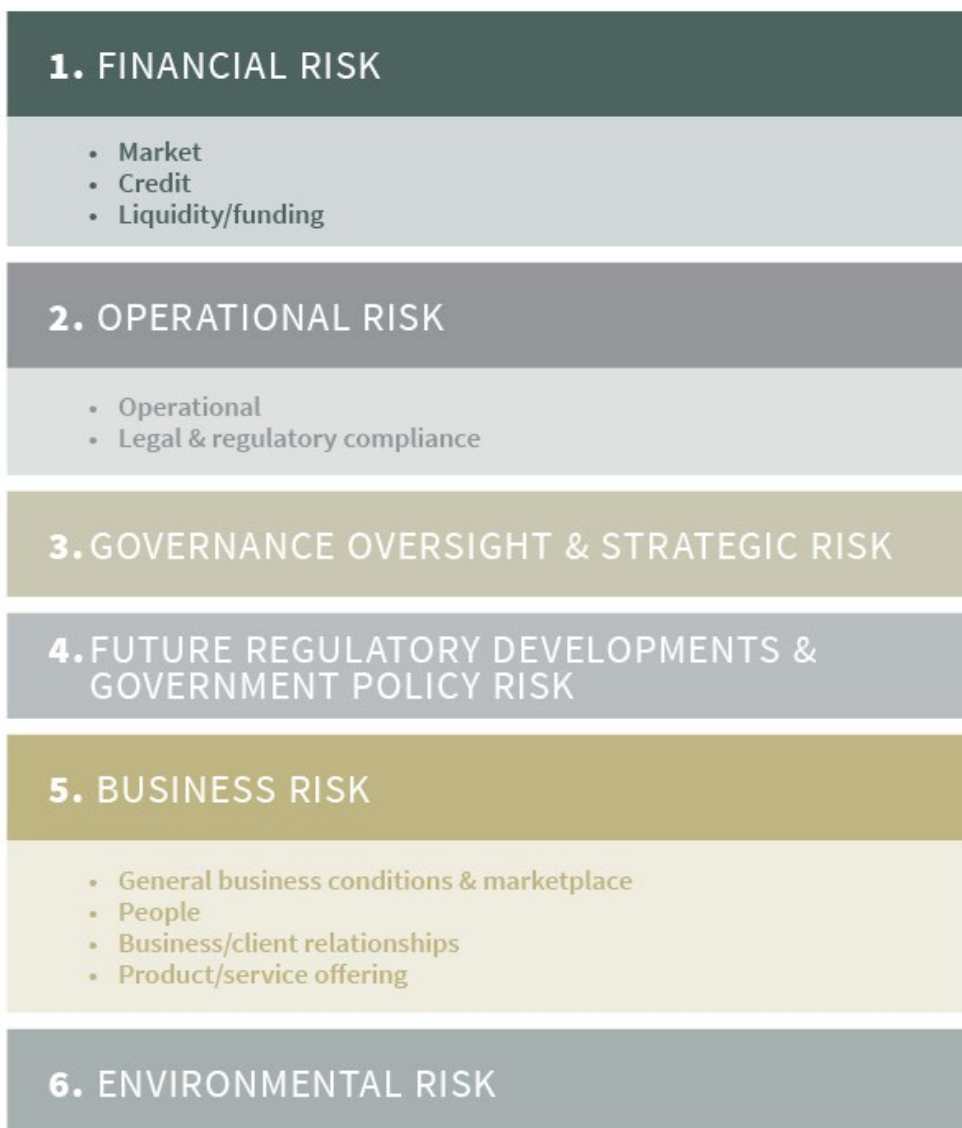 1. FINANCIAL RISK
• Market
• Credit
• Liquidity/funding
2. OPERATIONAL RISK
• Operational
• Legal & regulatory compliance
3. GOVERNANCE OVERSIGHT & STRATEGIC RISK
4. FUTURE REGULATORY DEVELOPMENTS &
GOVERNMENT POLICY RISK
5. BUSINESS RISK
• General business conditions & marketplace
• People
• Business/client relationships
• Product/service offering
6. ENVIRONMENTAL RISK